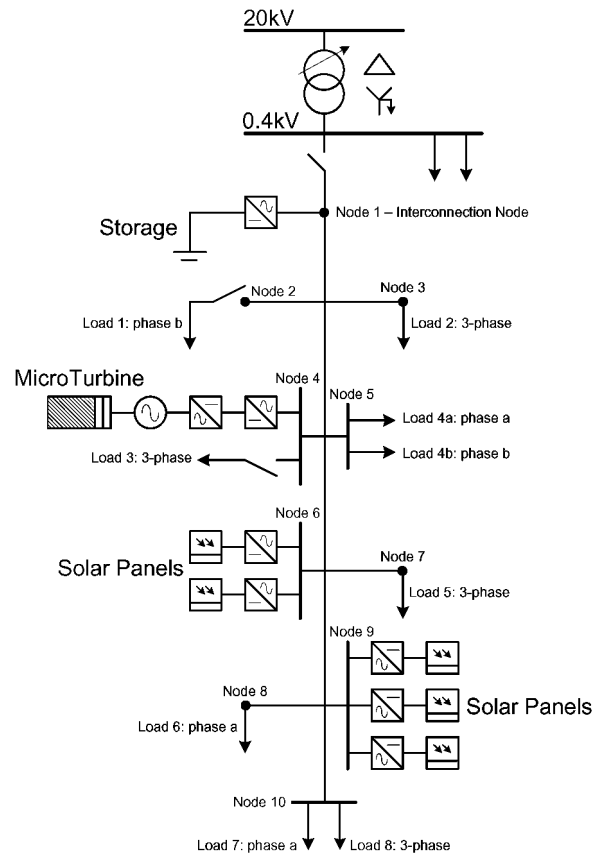 20kV
0.4kV
Node 1 – Interconnection Node
Storage
Node 2
Node 3
Load 1: phase b
Load 2: 3-phase
MicroTurbine
Node 4
Node 5
Load 4a: phase a
Load 4b: phase b
Load 3: 3-phase
Node 6
Solar Panels
Node 7
Load 5: 3-phase
Node 9
Node 8
Solar Panels
Load 6: phase a
Node 10
Load 7: phase a
Load 8: 3-phase